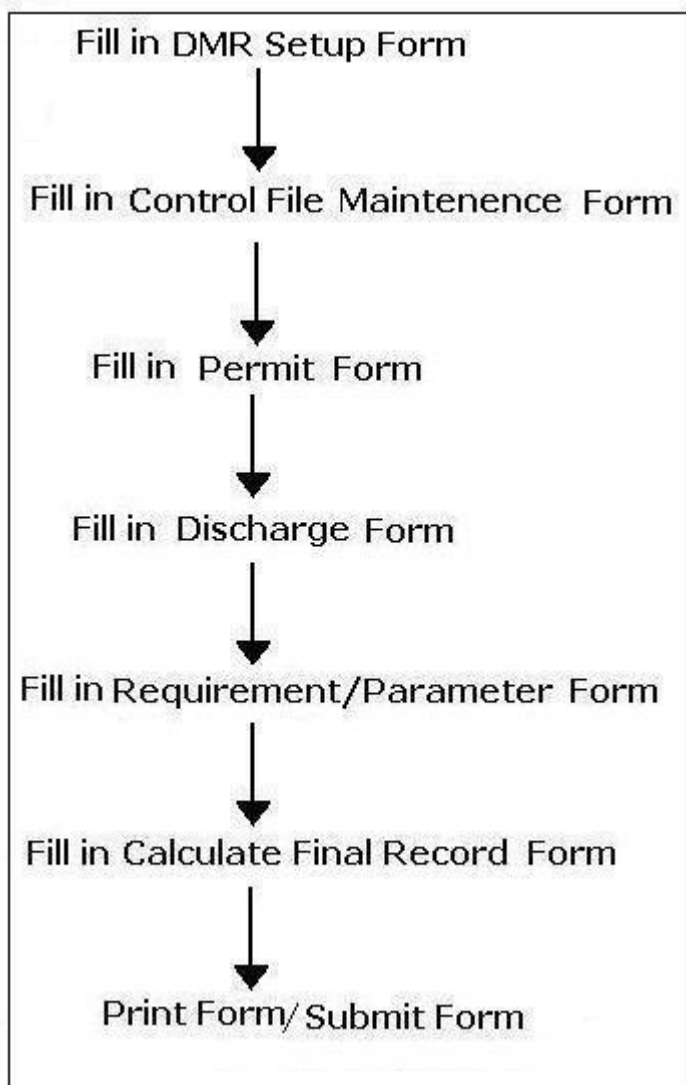 Fill in DMR Setup Form
Fill in Control File Maintenence Form
Fill in Permit Form
Fill in Discharge Form
Fill in Requirement/Parameter Form
Fill in Calculate Final Record Form
Print Form/Submit Form